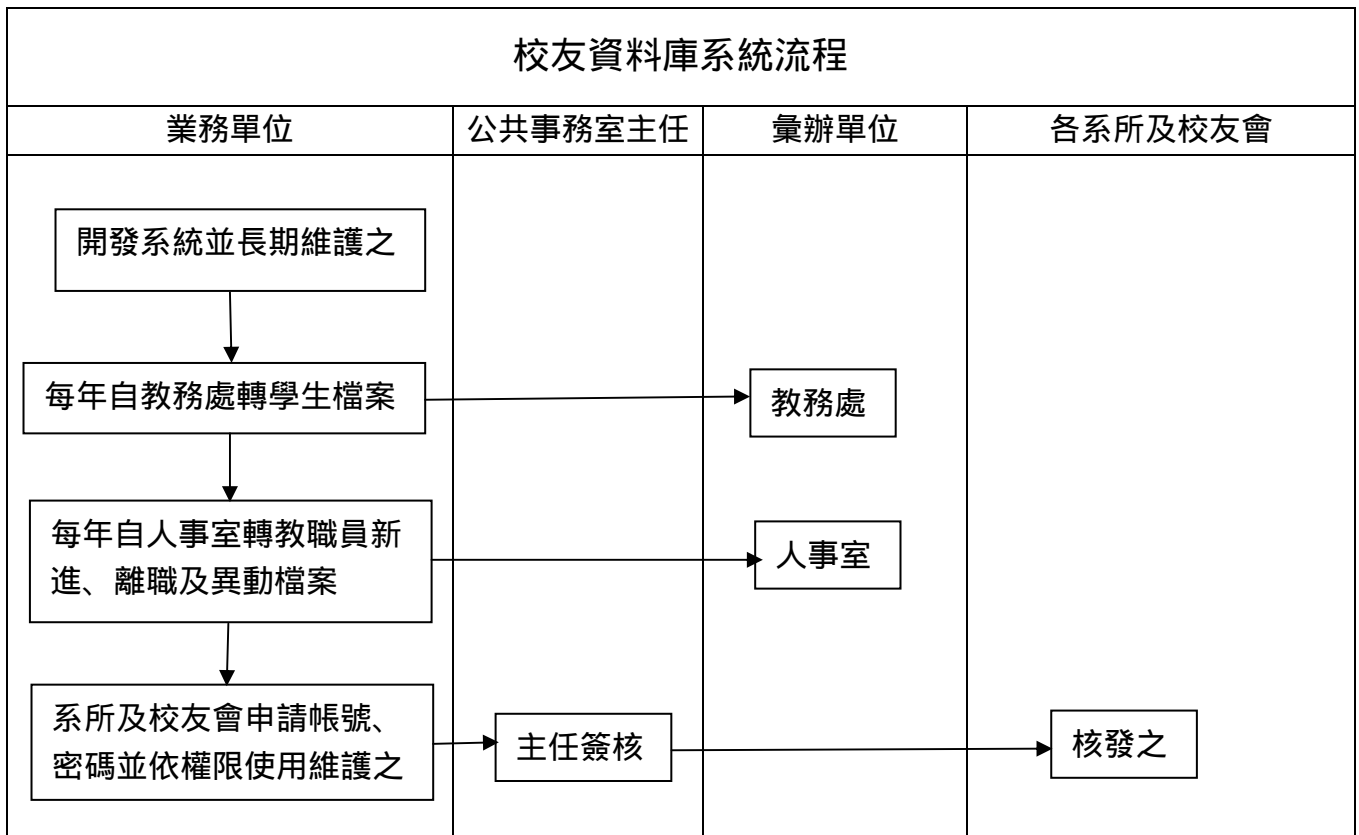 校友資料庫系統流程
業務單位
公共事務室主任
彙辦單位
各系所及校友會
開發系統並長期維護之
每年自教務處轉學生檔案
教務處
每年自人事室轉教職員新
進、離職及異動檔案
人事室
系所及校友會申請帳號、
密碼並依權限使用維護之
主任簽核
核發之